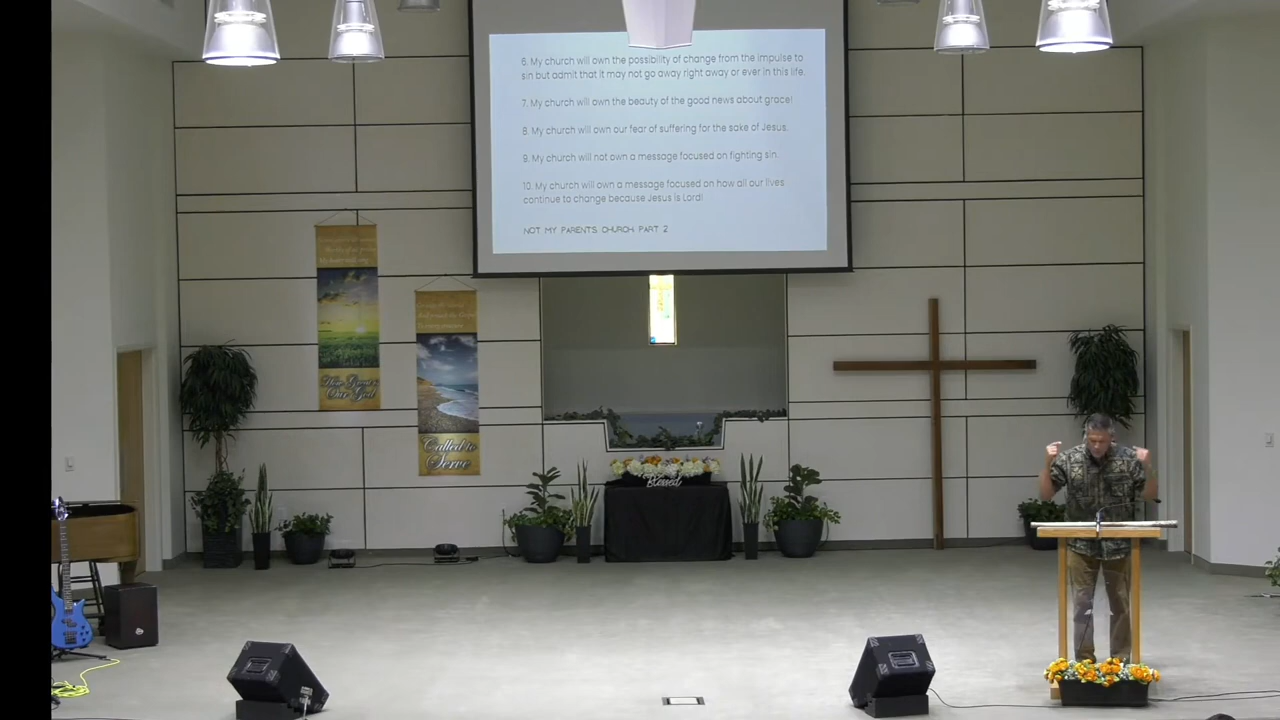 6. My church will own the possibility of change from the impulse to
sin but admit that it may not go away right away or ever in this life.
7. My church will own the beauty of the good news about grace!
8. My church will own our fear of suffering for the sake of Jesus.
9. My church will not own a message focused on fighting sin.
10. My church will own a message focused on how all our lives
continue to change because Jesus is Lord!
NOT MY PARENTS CHURCH: PART 2
How Great is
Our God
Called to
Serve
Blessed